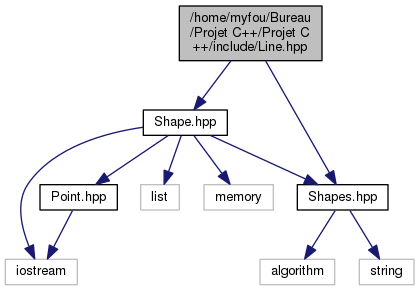 /home/myfou/Bureau
/Projet C++/Projet C
++/include/Line.hpp
Shape.hpp
Point.hpp
list
memory
Shapes.hpp
iostream
algorithm
string